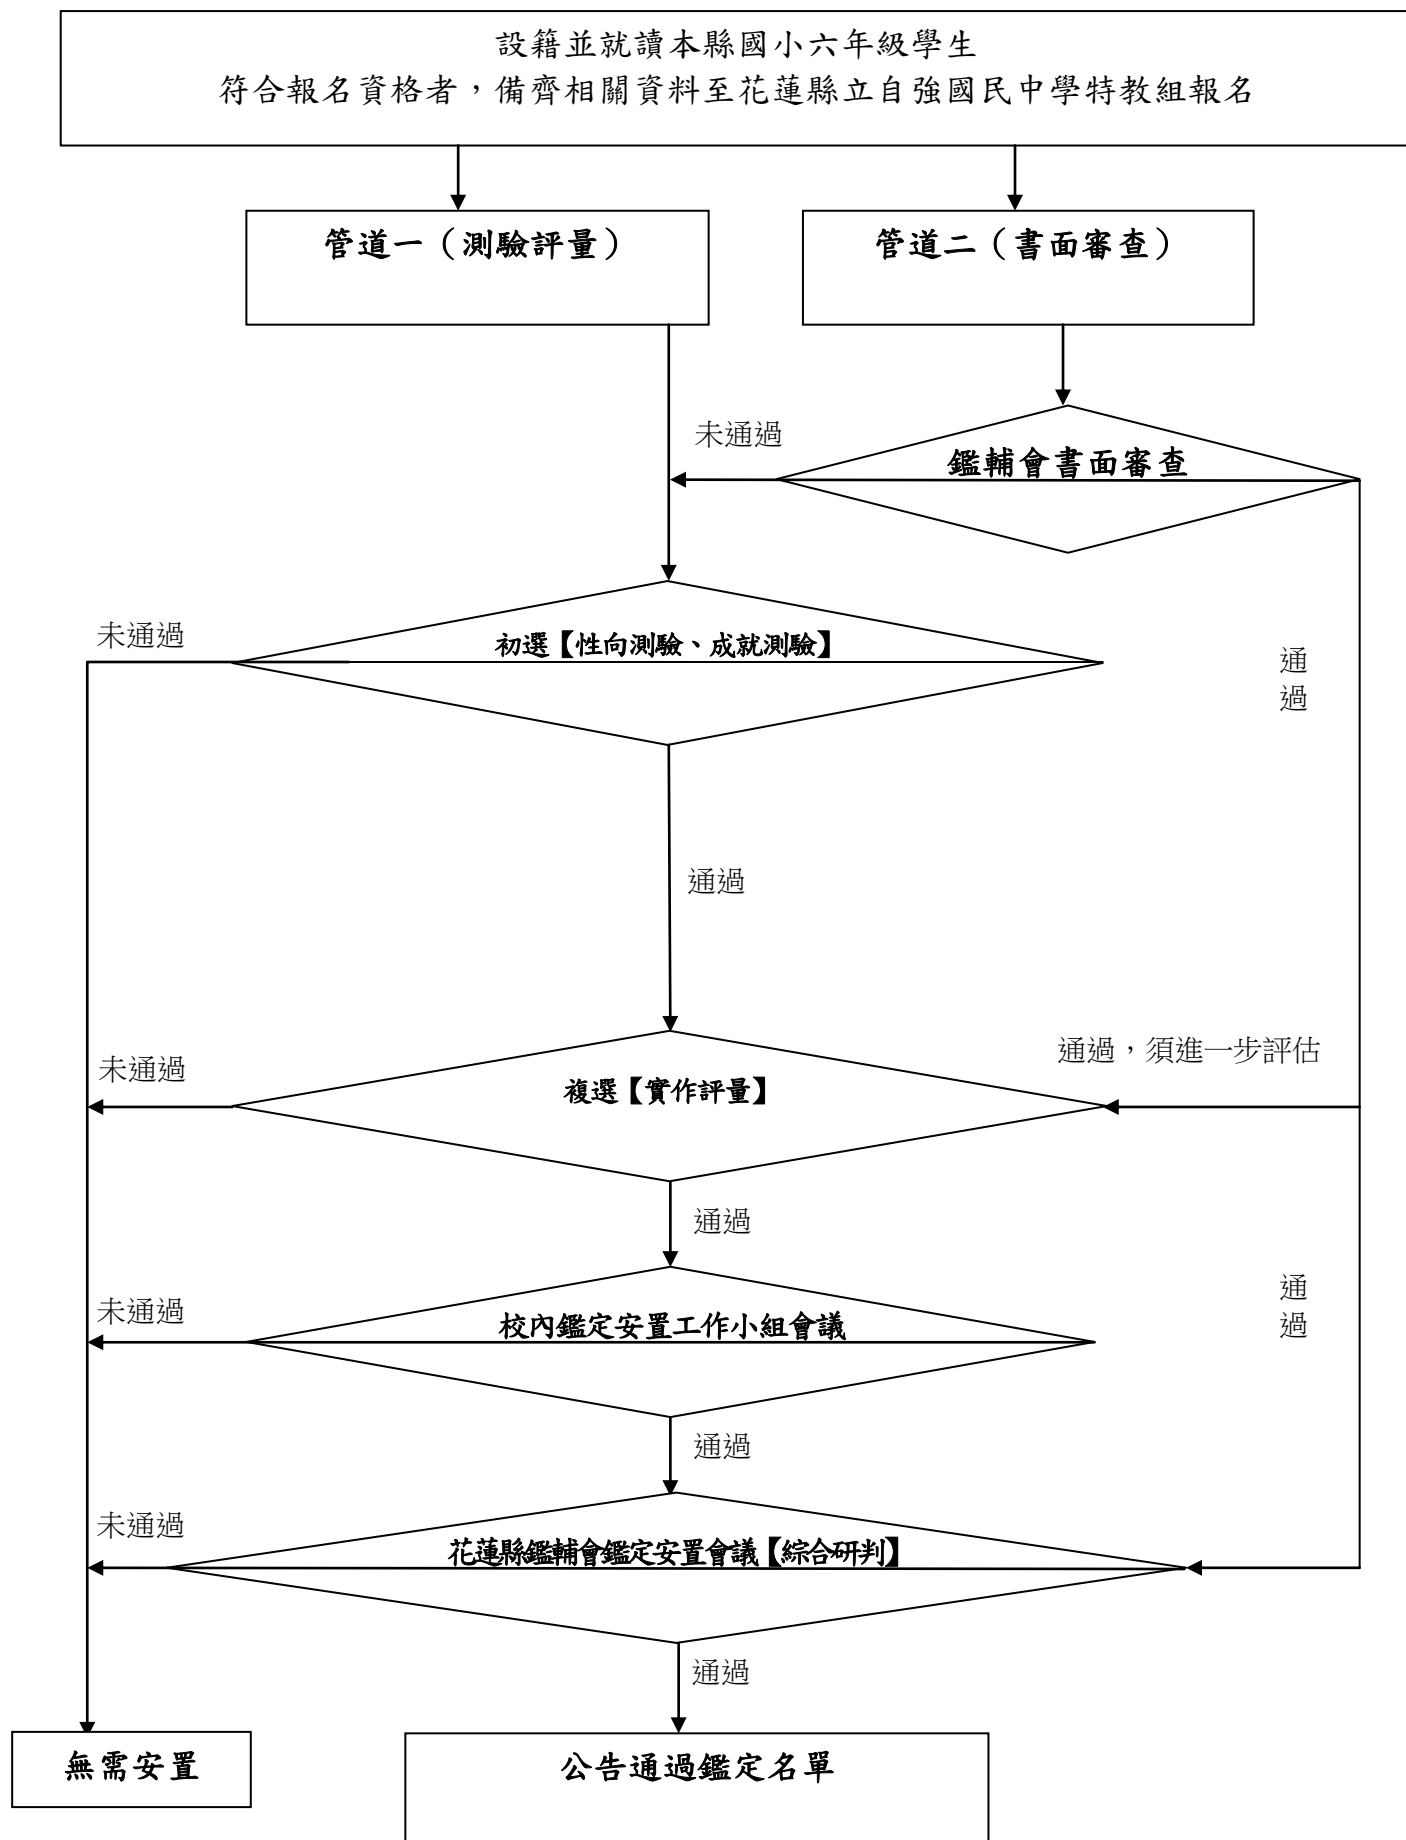 設籍並就讀本縣國小六年級學生
符合報名資格者，備齊相關資料至花蓮縣立自強國民中學特教組報名
管道一（測驗評量）
管道二（書面審查）
未通過
鑑輔會書面審查
未通過
初選【性向測驗、成就測驗】
通
過
通過
通過，須進一步評估
未通過
複選【實作評量】
通過
通
過
未通過
校內鑑定安置工作小組會議
通過
未通過
花蓮縣鑑輔會鑑定安置會議【綜合研判】
通過
無需安置
公告通過鑑定名單